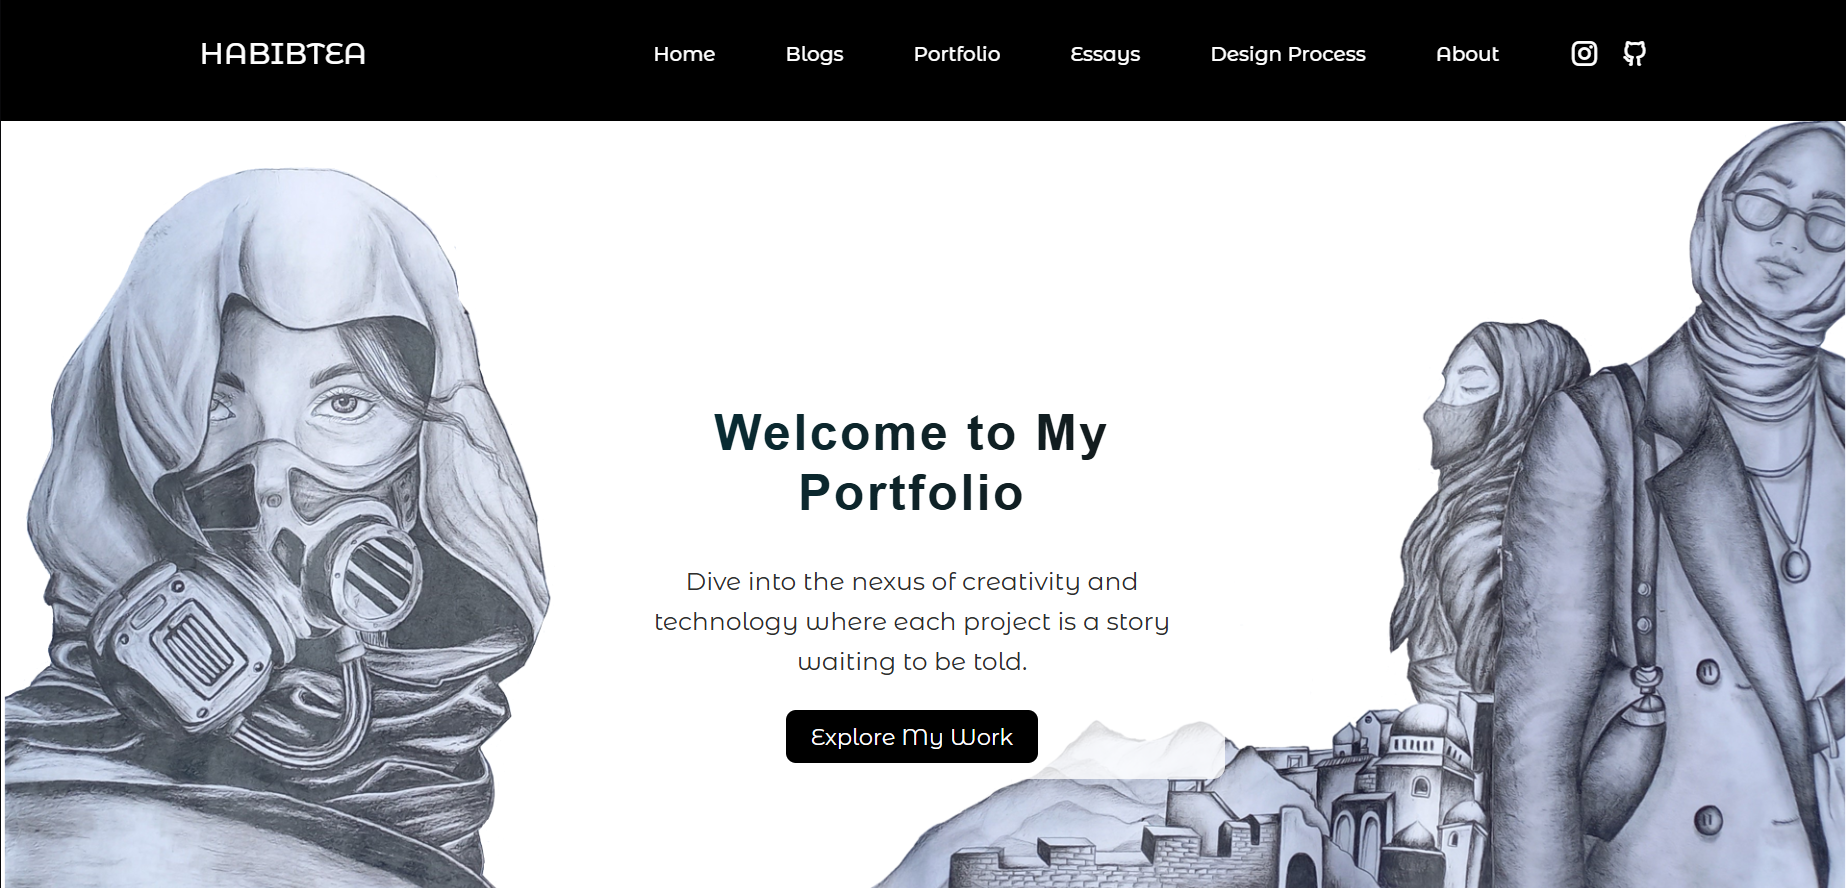 HABIBTEA
Home Blogs Portfolio Essays Design Process About
Welcome to My
Portfolio
Dive into the nexus of creativity and
technology where each project is a story
waiting to be told.
Explore My Work